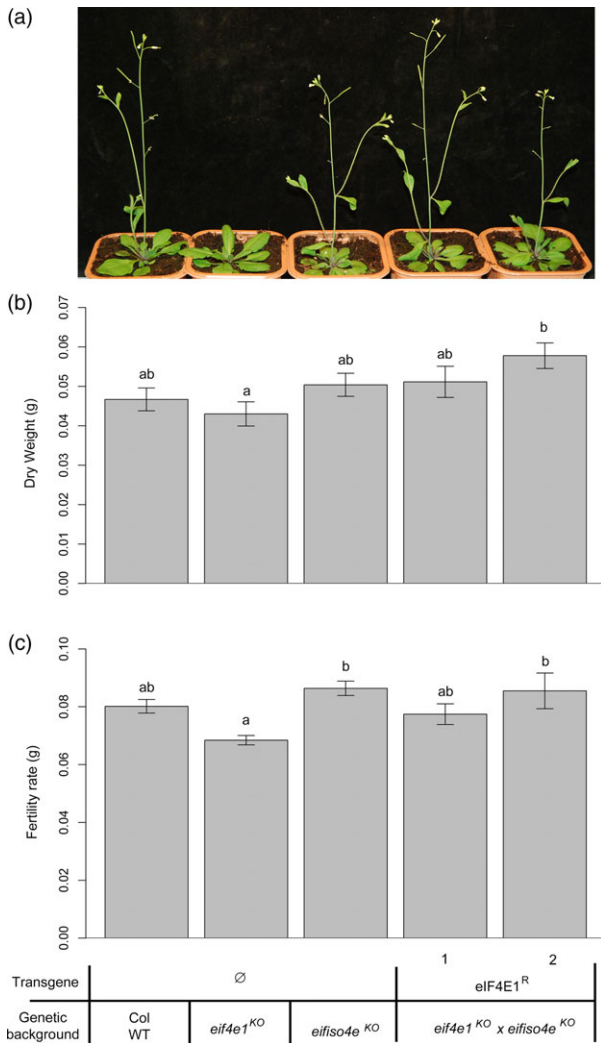 (a)
(b)
0.07
0.06
0.05
0.04
0.03
0.02
0.01
0.00
Dry Weight (g)
ab
a
ab
ab
b
(c)
0.10
0.08
0.06
0.04
0.02
0.00
Fertility rate (g)
ab
a
b
ab
b
1 2
Transgene ∅ eIF4E1ᴿ
Genetic background Col WT eif4e1ᴷᴼ eifiso4e ᴷᴼ eif4e1ᴷᴼ x eifiso4e ᴷᴼ